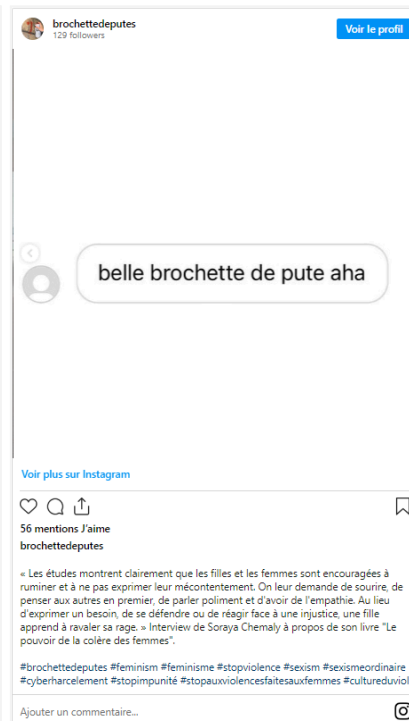 brochettedeputes
129 followers
Voir le profil
belle brochette de pute aha
Voir plus sur Instagram
56 mentions J'aime
brochettedeputes
« Les études montrent clairement que les filles et les femmes sont encouragées à
ruminer et à ne pas exprimer leur mécontentement. On leur demande de sourire, de
penser aux autres en premier, de parler poliment et d'avoir de l'empathie. Au lieu
d'exprimer un besoin, de se défendre ou de réagir face à une injustice, une fille
apprend à ravaler sa rage. » Interview de Soraya Chemaly à propos de son livre "Le
pouvoir de la colère des femmes".
#brochettedeputes #feminism #feminisme #stopviolence #sexism #sexismeordinaire
#cyberharcelement #stopimpunité #stopauxviolencesfaitesauxfemmes #cultureduviol
Ajouter un commentaire...